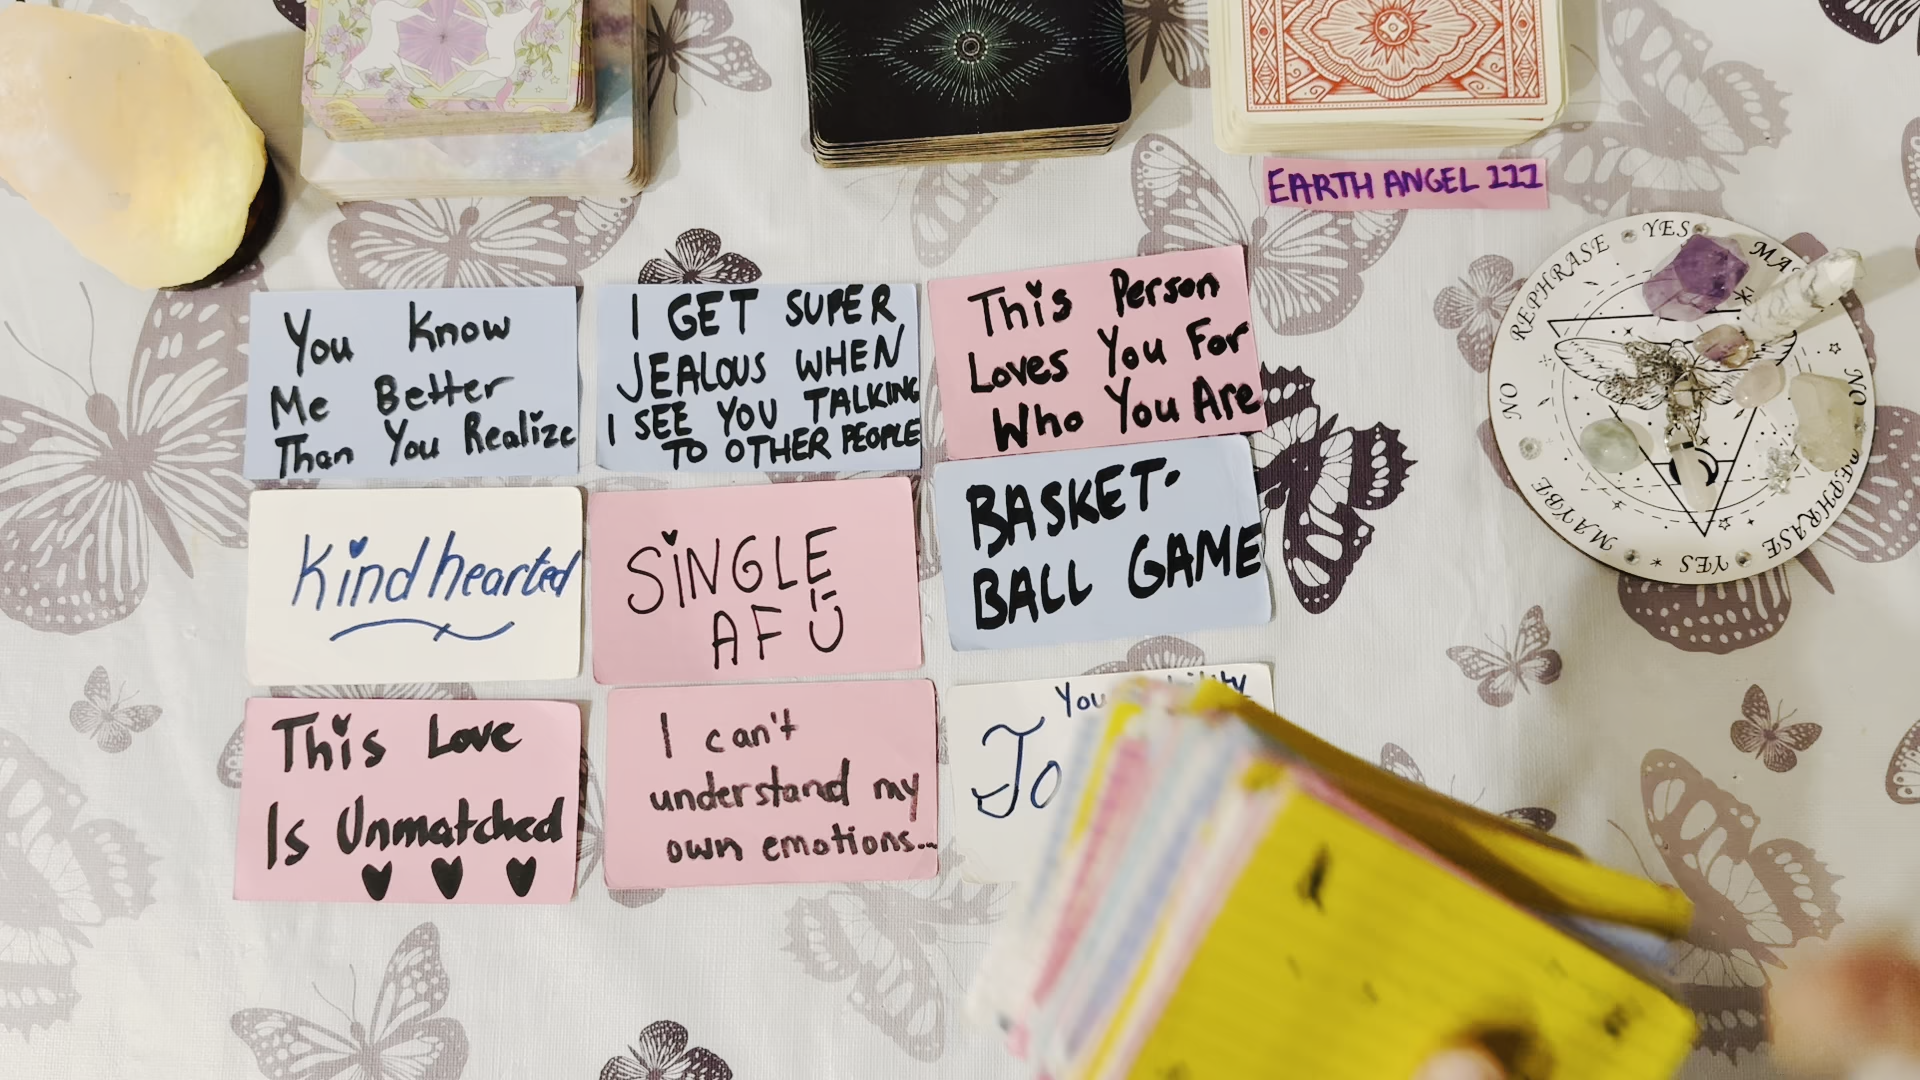 EARTH ANGEL 111
REPHRASE YES
NO
NO
MAYBE
YES
REPHRASE
You Know
Me Better
Than You Realize
I GET SUPER
JEALOUS WHEN
I SEE YOU TALKING
TO OTHER PEOPLE
This Person
Loves You For
Who You Are
Kindhearted
SINGLE
AF
BASKET-
BALL GAME
This Love
Is Unmatched
I can't
understand my
own emotions...